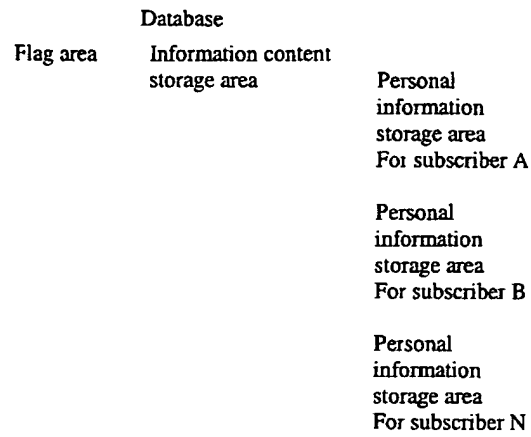 Database
Flag area
Information content
storage area
Personal
information
storage area
For subscriber A
Personal
information
storage area
For subscriber B
Personal
information
storage area
For subscriber N